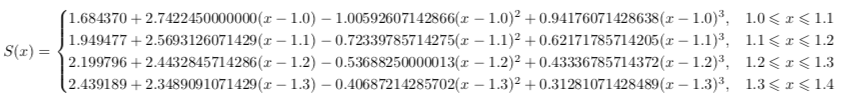 1.684370 + 2.7422450000000(x − 1.0) − 1.00592607142866(x − 1.0)² + 0.94176071428638(x − 1.0)³, 1.0 ⩽ x ⩽ 1.1
1.949477 + 2.5693126071429(x − 1.1) − 0.72339785714275(x − 1.1)² + 0.62171785714205(x − 1.1)³, 1.1 ⩽ x ⩽ 1.2
S(x) =
2.199796 + 2.4432845714286(x − 1.2) − 0.53688250000013(x − 1.2)² + 0.43336785714372(x − 1.2)³, 1.2 ⩽ x ⩽ 1.3
2.439189 + 2.3489091071429(x − 1.3) − 0.40687214285702(x − 1.3)² + 0.31281071428489(x − 1.3)³, 1.3 ⩽ x ⩽ 1.4